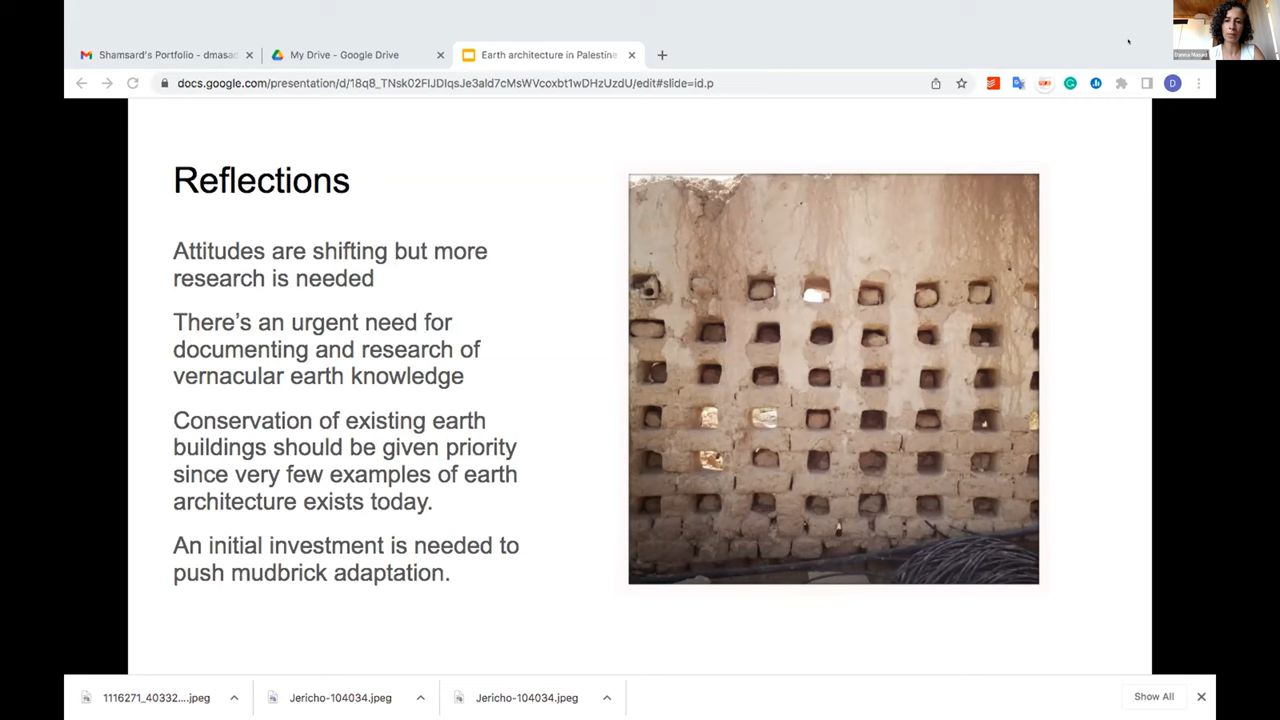 Shamsard's Portfolio - dmasad
My Drive - Google Drive
Earth architecture in Palestine
docs.google.com/presentation/d/18q8_TNsk02FIJDIqsJe3ald7cMsWVcoxbt1wDHzUzdU/edit#slide=id.p
D
Reflections
Attitudes are shifting but more
research is needed
There's an urgent need for
documenting and research of
vernacular earth knowledge
Conservation of existing earth
buildings should be given priority
since very few examples of earth
architecture exists today.
An initial investment is needed to
push mudbrick adaptation.
1116271_40332....jpeg
Jericho-104034.jpeg
Jericho-104034.jpeg
Show All